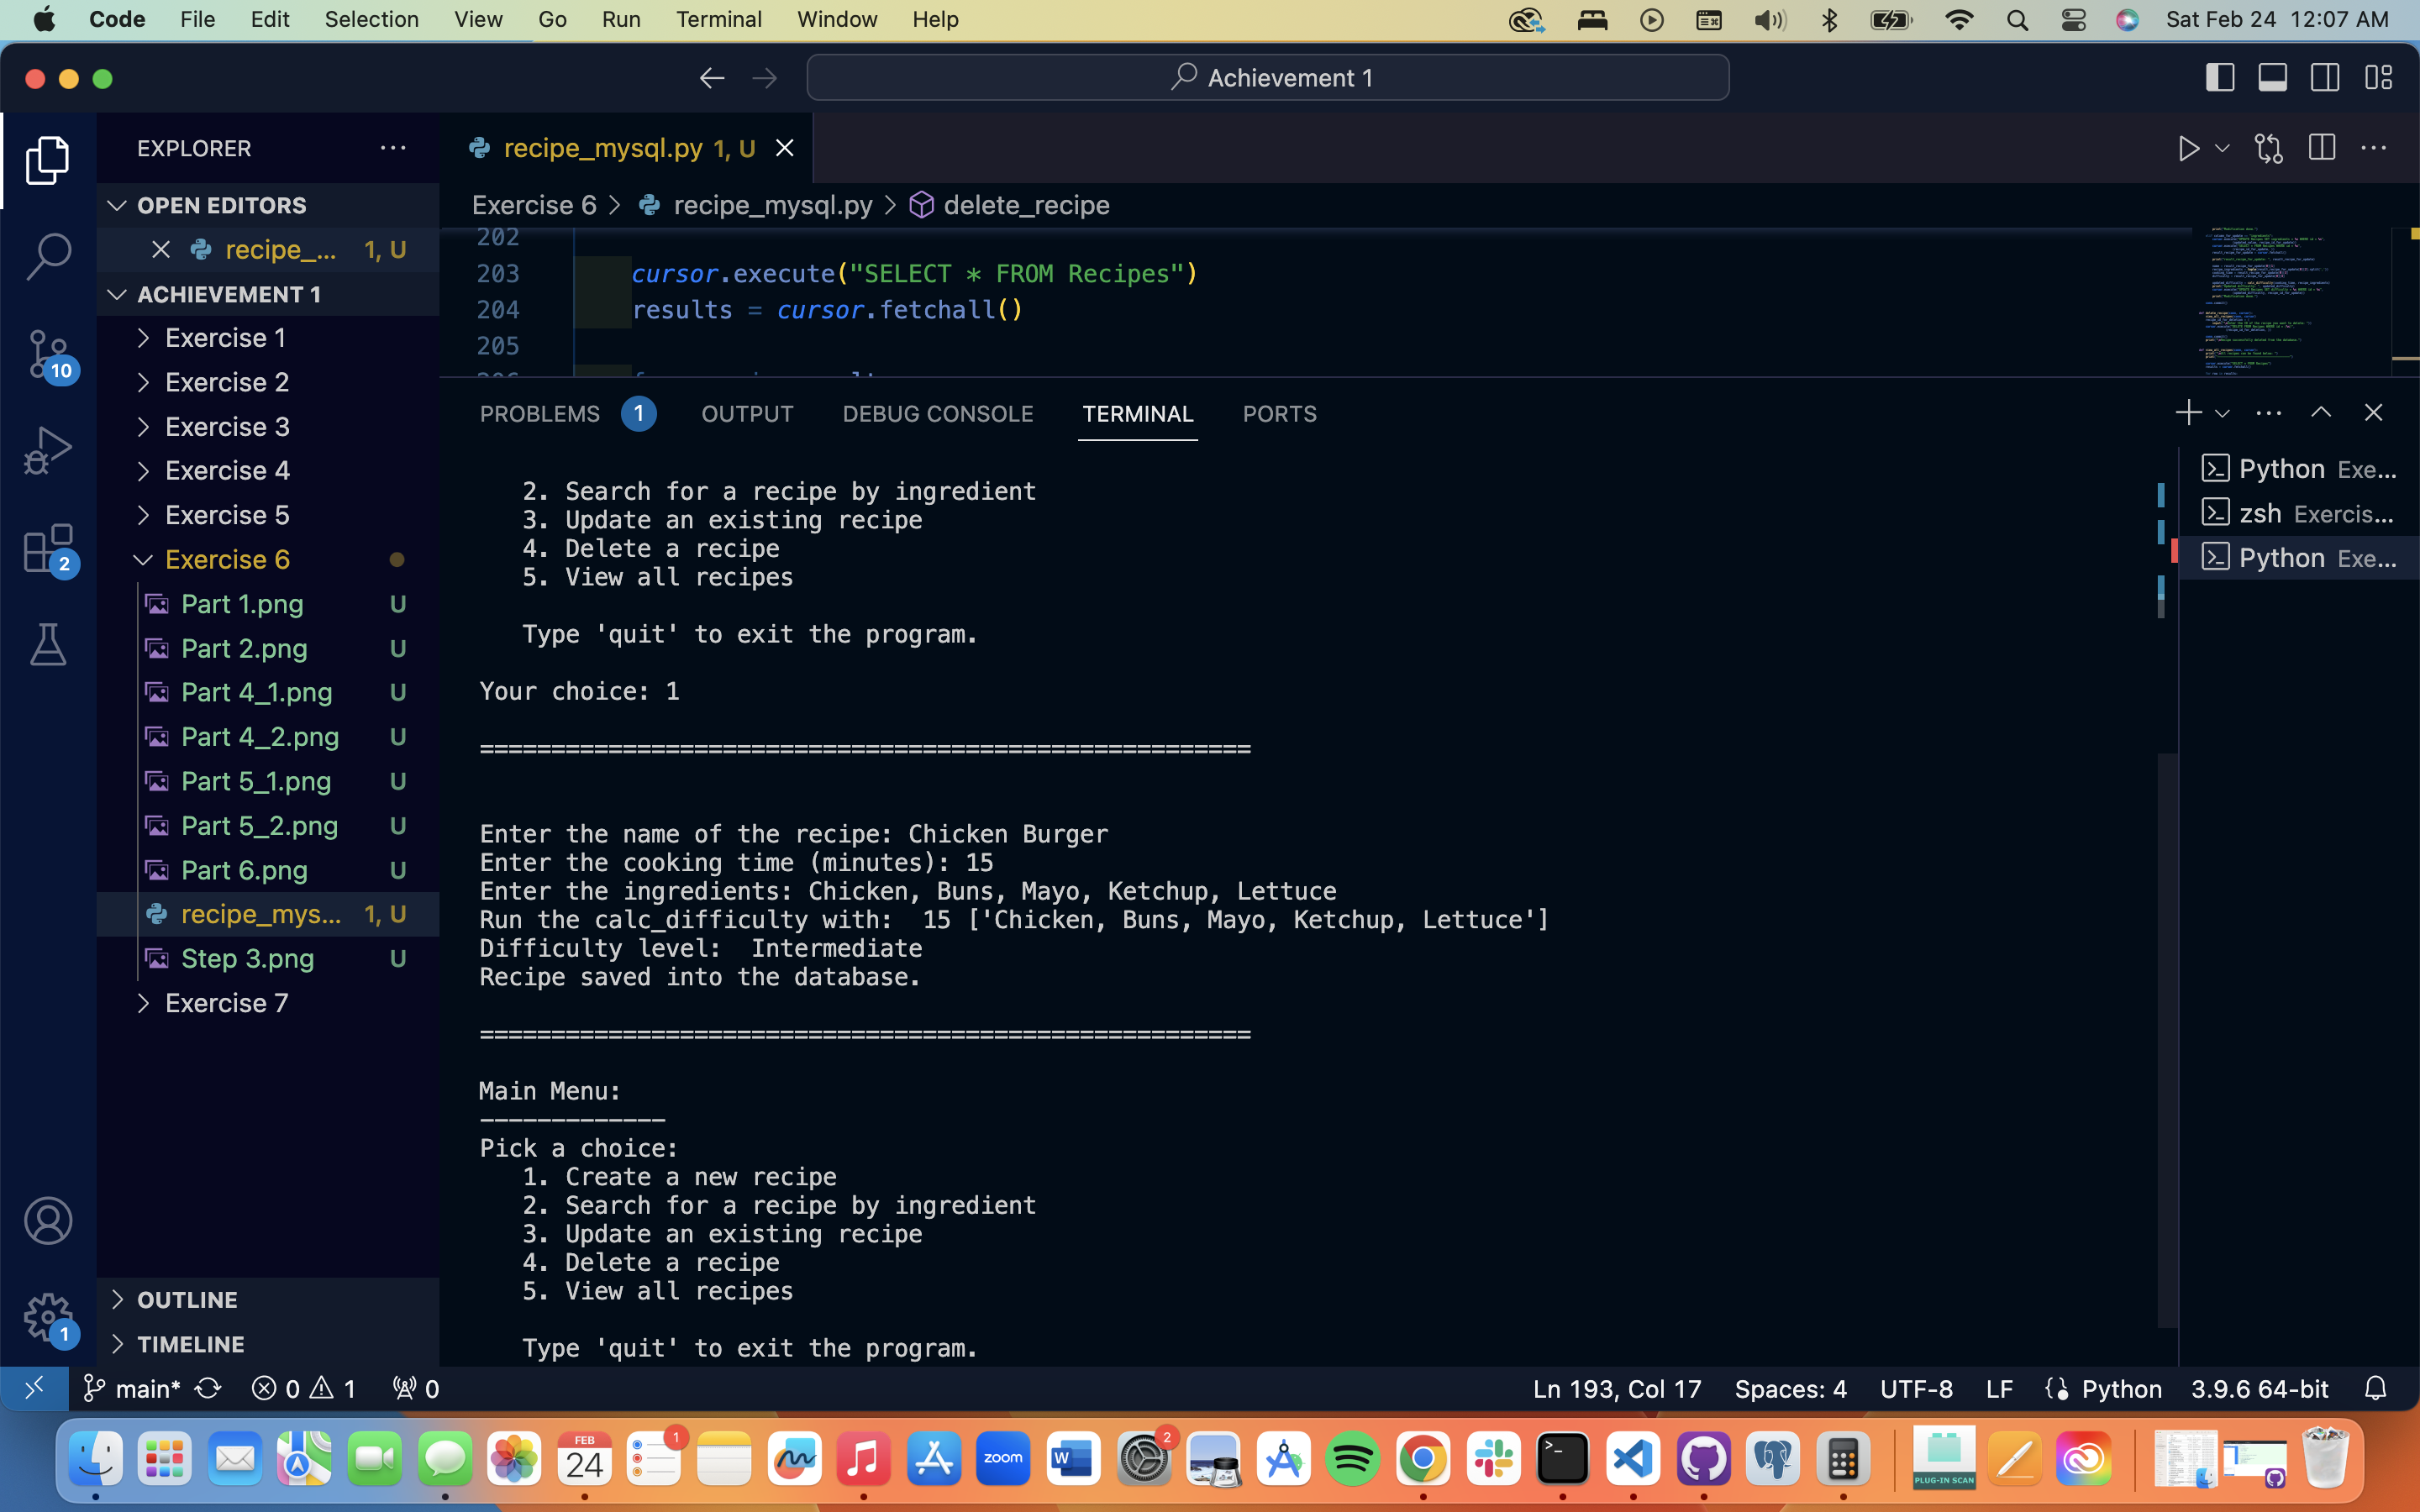 Code File Edit Selection View Go Run Terminal Window Help Sat Feb 24 12:07 AM
Achievement 1
EXPLORER
recipe_mysql.py 1, U
OPEN EDITORS
Exercise 6 > recipe_mysql.py > delete_recipe
recipe_... 1, U
202
203 cursor.execute("SELECT * FROM Recipes")
204 results = cursor.fetchall()
205
ACHIEVEMENT 1
Exercise 1
Exercise 2
Exercise 3
Exercise 4
Exercise 5
Exercise 6
Part 1.png U
Part 2.png U
Part 4_1.png U
Part 4_2.png U
Part 5_1.png U
Part 5_2.png U
Part 6.png U
recipe_mys... 1, U
Step 3.png U
Exercise 7
OUTLINE
TIMELINE
10
2
1
PROBLEMS 1 OUTPUT DEBUG CONSOLE TERMINAL PORTS
2. Search for a recipe by ingredient
3. Update an existing recipe
4. Delete a recipe
5. View all recipes
Type 'quit' to exit the program.
Your choice: 1
======================================================
Enter the name of the recipe: Chicken Burger
Enter the cooking time (minutes): 15
Enter the ingredients: Chicken, Buns, Mayo, Ketchup, Lettuce
Run the calc_difficulty with:  15 ['Chicken, Buns, Mayo, Ketchup, Lettuce']
Difficulty level:  Intermediate
Recipe saved into the database.
======================================================
Main Menu:
-------------
Pick a choice:
1. Create a new recipe
2. Search for a recipe by ingredient
3. Update an existing recipe
4. Delete a recipe
5. View all recipes
Type 'quit' to exit the program.
Python Exe...
zsh Exercis...
Python Exe...
main* 0 1 0 Ln 193, Col 17 Spaces: 4 UTF-8 LF Python 3.9.6 64-bit
FEB
24
1
zoom
W
2
PLUG-IN SCAN